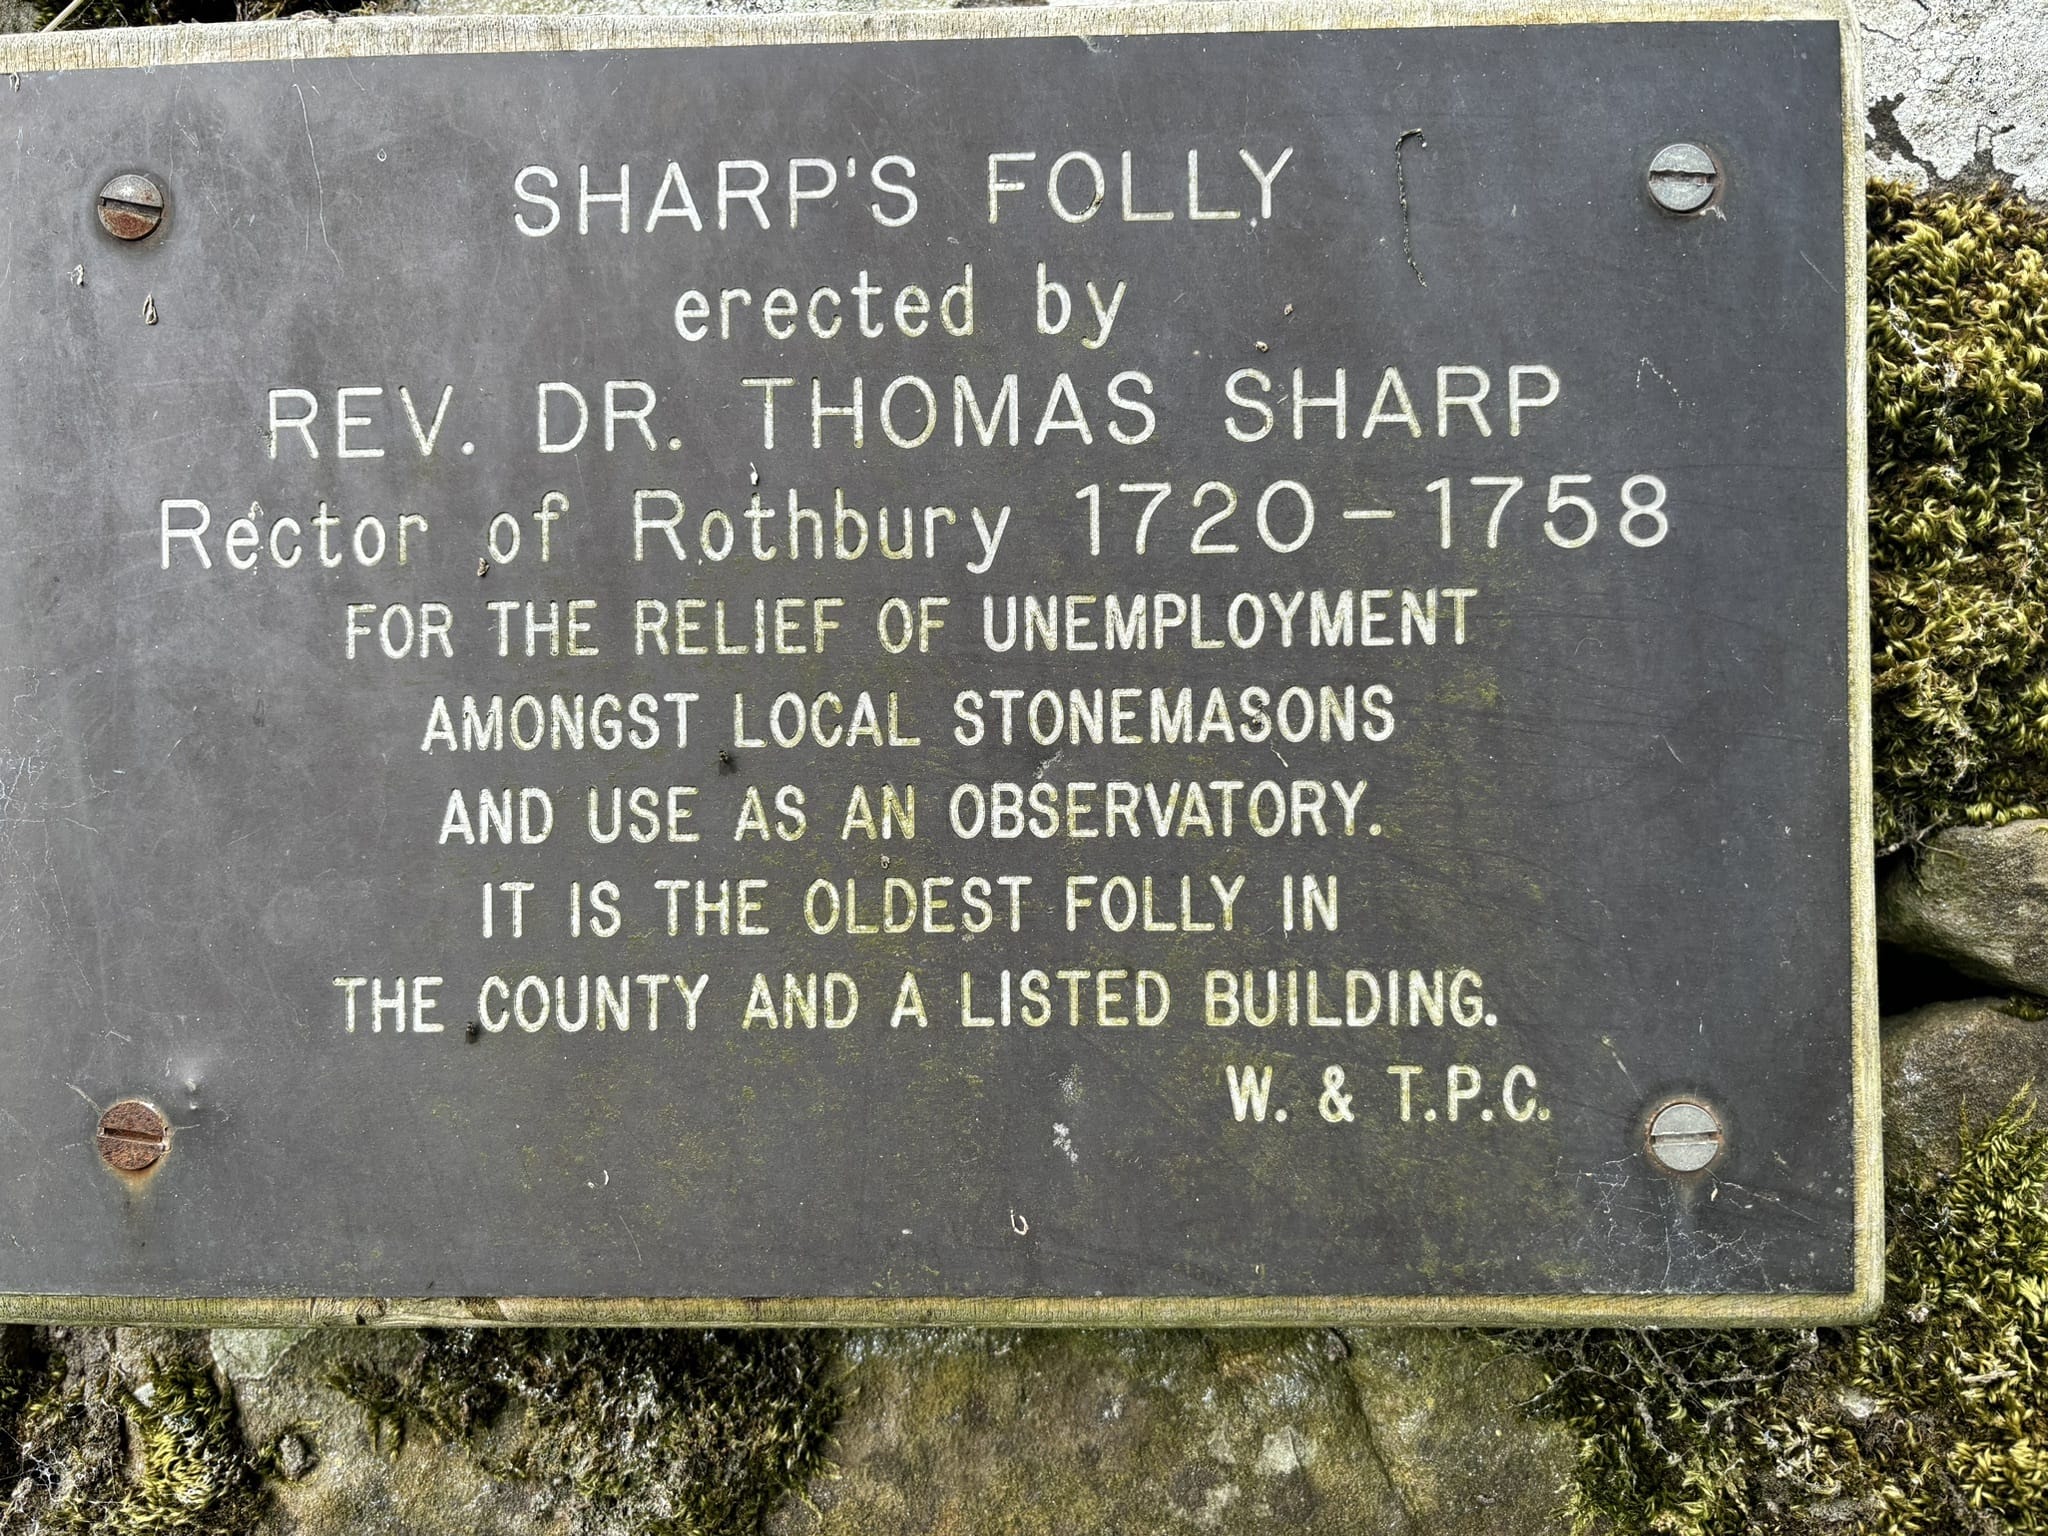 SHARP'S FOLLY
erected by
REV. DR. THOMAS SHARP
Rector of Rothbury 1720-1758
FOR THE RELIEF OF UNEMPLOYMENT
AMONGST LOCAL STONEMASONS
AND USE AS AN OBSERVATORY.
IT IS THE OLDEST FOLLY IN
THE COUNTY AND A LISTED BUILDING.
W. & T.P.C.